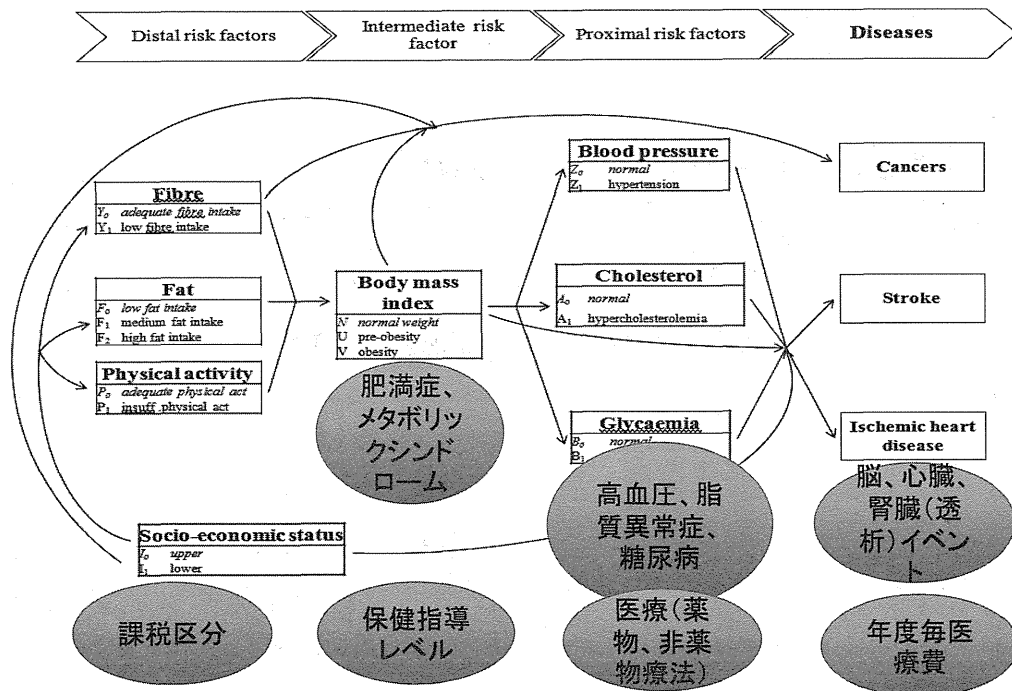 Distal risk factors
Intermediate risk
factor
Proximal risk factors
Diseases
Fibre
Y₀ adequate fibre intake
Y₁ low fibre intake
Fat
F₀ low fat intake
F₁ medium fat intake
F₂ high fat intake
Physical activity
P₀ adequate physical act
P₁ insuff physical act
Socio-economic status
I₀ upper
I₁ lower
課税区分
Body mass
index
N normal weight
U pre-obesity
V obesity
肥満症、
メタボリッ
クシンド
ローム
保健指導
レベル
Blood pressure
Z₀ normal
Z₁ hypertension
Cholesterol
A₀ normal
A₁ hypercholesterolemia
Glycaemia
B₀ normal
B₁
高血圧、脂
質異常症、
糖尿病
医療(薬
物、非薬
物療法)
Cancers
Stroke
Ischemic heart
disease
脳、心臓、
腎臓(透
析)イベン
ト
年度毎医
療費